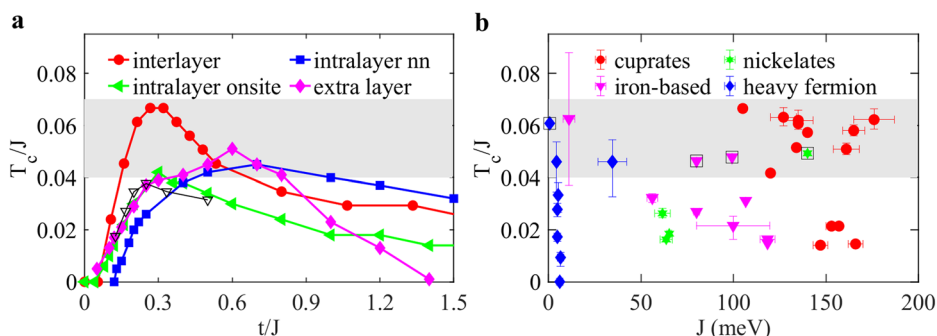 a
interlayer
intralayer nn
intralayer onsite
extra layer
T_c/J
0.08
0.06
0.04
0.02
0
0
0.3
0.6
0.9
1.2
1.5
t/J
b
cuprates
nickelates
iron-based
heavy fermion
T_c/J
0.08
0.06
0.04
0.02
0
0
50
100
150
200
J (meV)